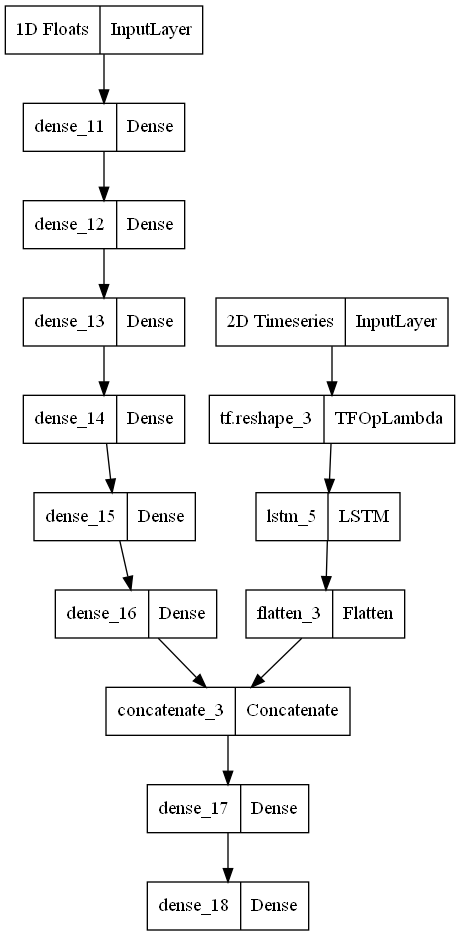 1D Floats InputLayer
dense_11 Dense
dense_12 Dense
dense_13 Dense
2D Timeseries InputLayer
dense_14 Dense
tf.reshape_3 TFOpLambda
dense_15 Dense
lstm_5 LSTM
dense_16 Dense
flatten_3 Flatten
concatenate_3 Concatenate
dense_17 Dense
dense_18 Dense